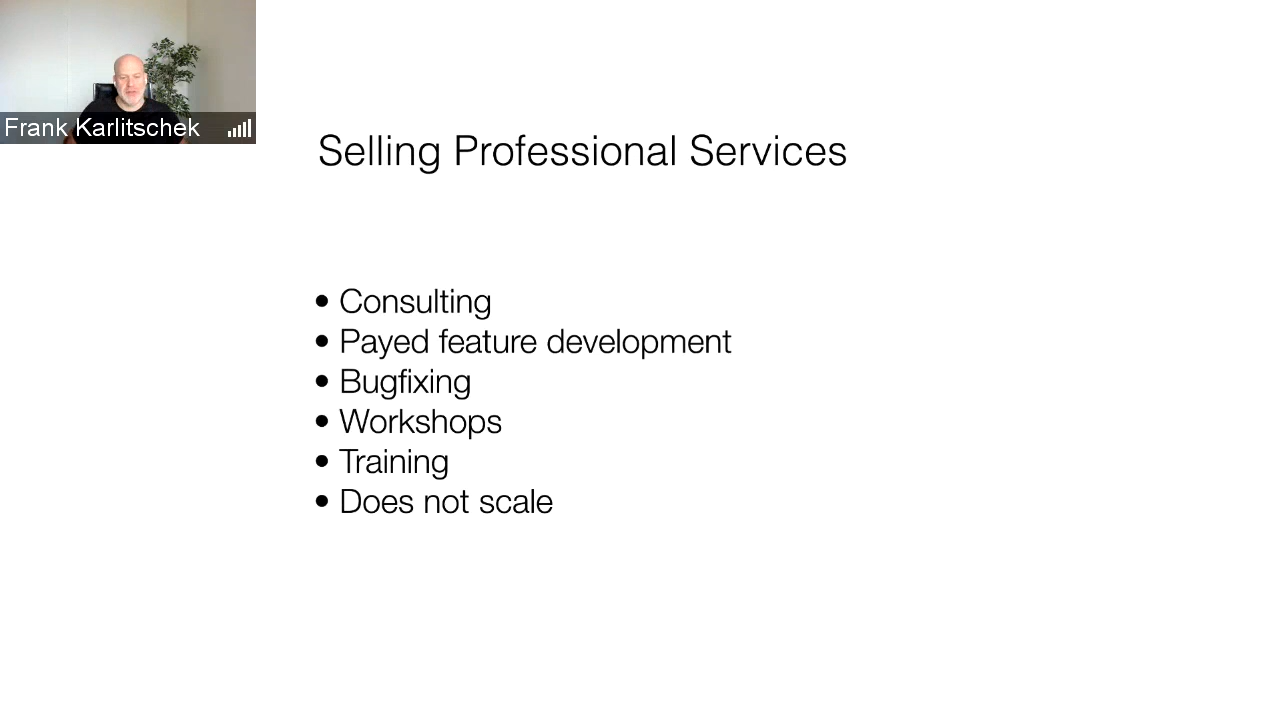 Frank Karlitschek
Selling Professional Services
• Consulting
• Payed feature development
• Bugfixing
• Workshops
• Training
• Does not scale